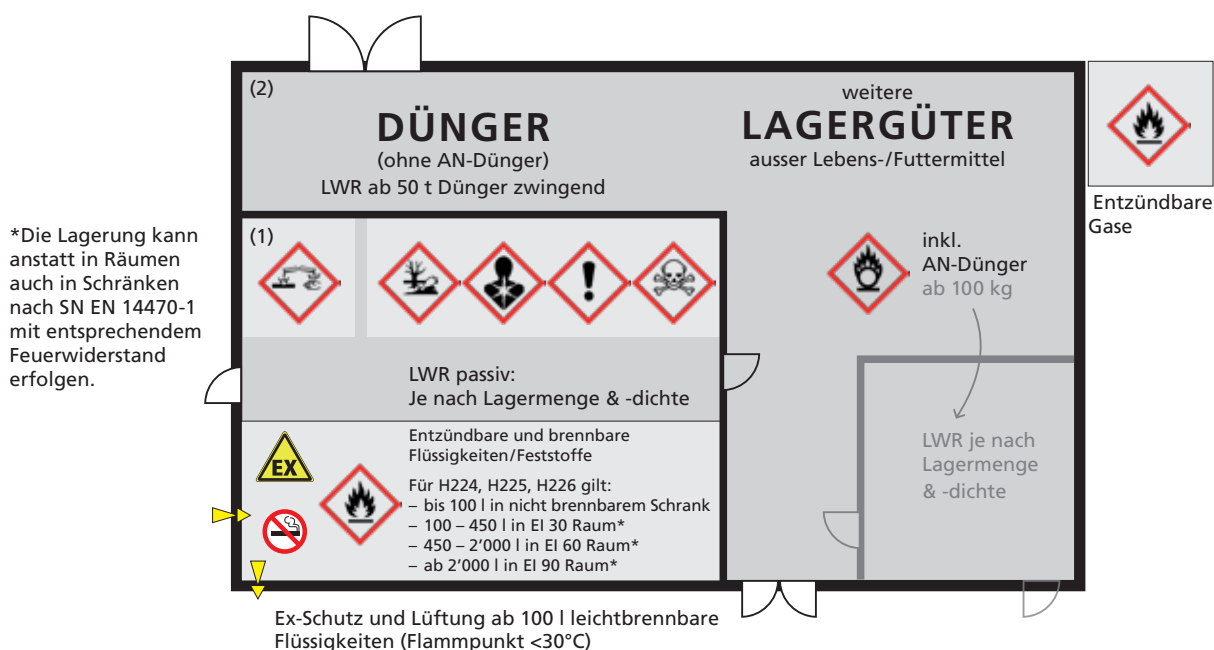 (2)
DÜNGER
(ohne AN-Dünger)
LWR ab 50 t Dünger zwingend
weitere
LAGERGÜTER
ausser Lebens-/Futtermittel
Entzündbare
Gase
*Die Lagerung kann
anstatt in Räumen
auch in Schränken
nach SN EN 14470-1
mit entsprechendem
Feuerwiderstand
erfolgen.
(1)
inkl.
AN-Dünger
ab 100 kg
LWR passiv:
Je nach Lagermenge & -dichte
LWR je nach
Lagermenge
& -dichte
EX
Entzündbare und brennbare
Flüssigkeiten/Feststoffe
Für H224, H225, H226 gilt:
– bis 100 l in nicht brennbarem Schrank
– 100 – 450 l in EI 30 Raum*
– 450 – 2’000 l in EI 60 Raum*
– ab 2’000 l in EI 90 Raum*
Ex-Schutz und Lüftung ab 100 l leichtbrennbare
Flüssigkeiten (Flammpunkt <30°C)